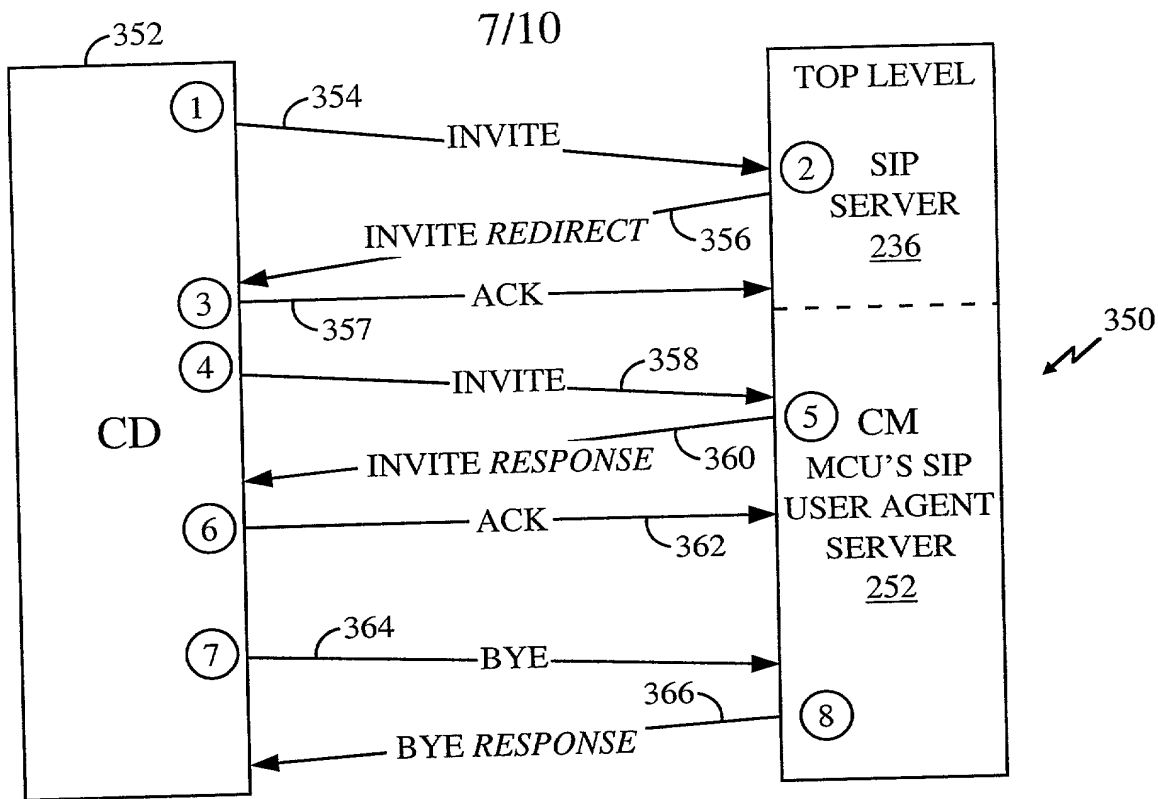 7/10
352
TOP LEVEL
1
354
INVITE
2
SIP
SERVER
236
INVITE REDIRECT
356
3
ACK
357
350
4
INVITE
358
5
CM
CD
INVITE RESPONSE
360
MCU'S SIP
USER AGENT
SERVER
252
6
ACK
362
7
364
BYE
366
8
BYE RESPONSE